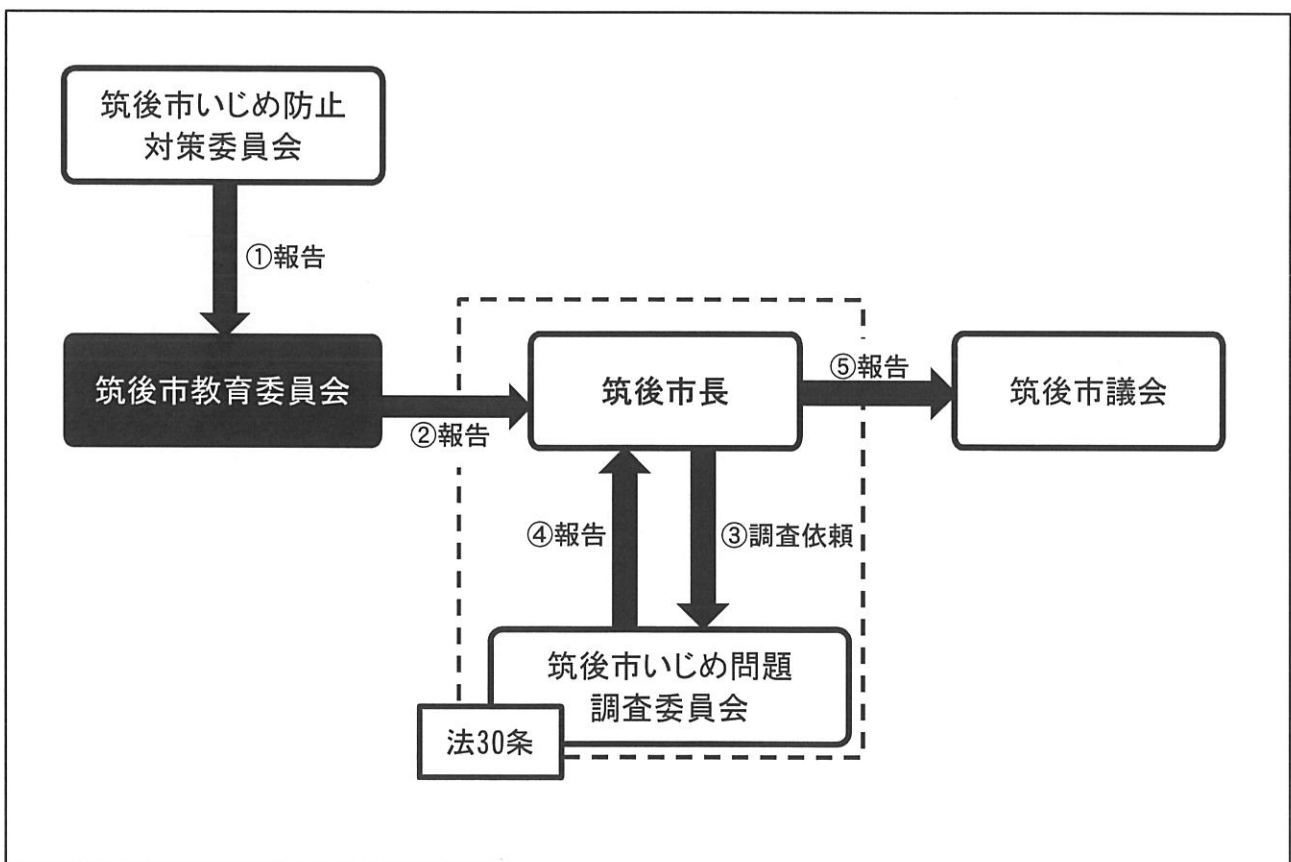 筑後市いじめ防止
対策委員会
①報告
筑後市教育委員会
②報告
筑後市長
⑤報告
筑後市議会
④報告
③調査依頼
筑後市いじめ問題
調査委員会
法30条